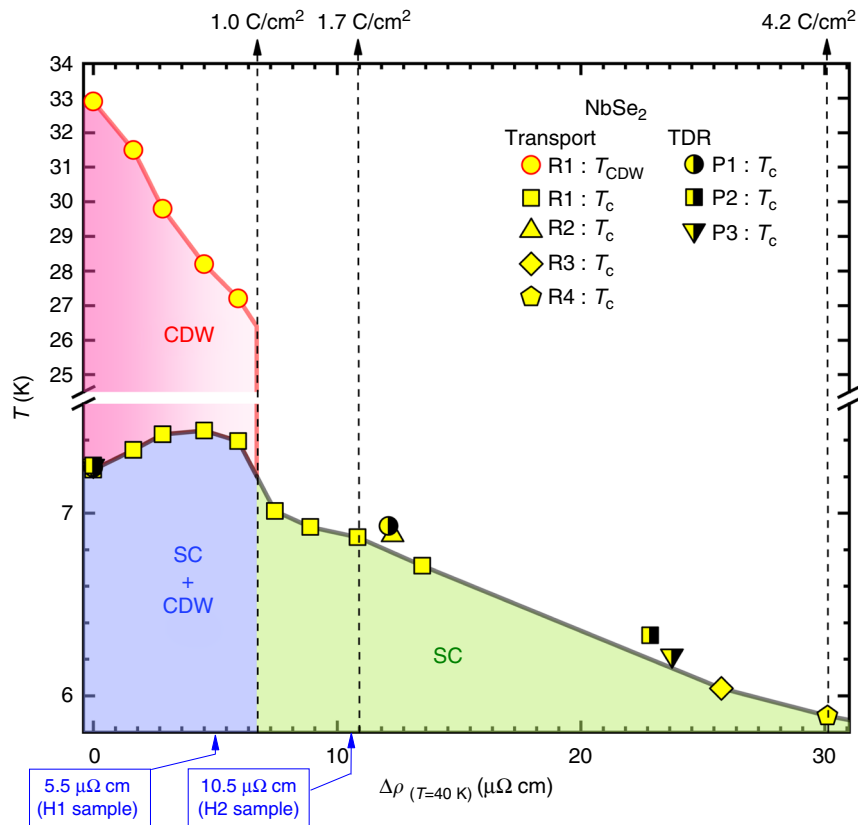 1.0 C/cm²
1.7 C/cm²
4.2 C/cm²
34
33
32
31
30
29
28
27
26
25
7
6
T (K)
NbSe₂
Transport
TDR
R1 : T_CDW
R1 : T_c
R2 : T_c
R3 : T_c
R4 : T_c
P1 : T_c
P2 : T_c
P3 : T_c
CDW
SC
+
CDW
SC
0
10
20
30
Δρ (T=40 K) (μΩ cm)
5.5 μΩ cm
(H1 sample)
10.5 μΩ cm
(H2 sample)